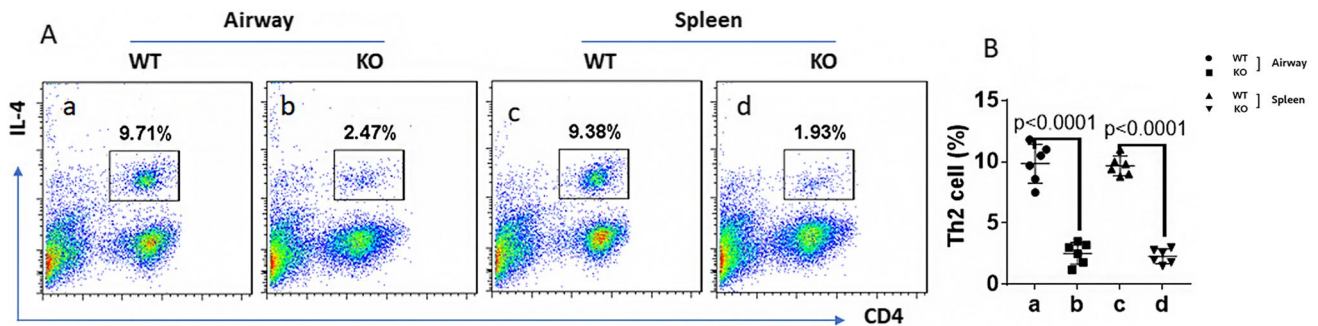 A
Airway
Spleen
WT
KO
WT
KO
IL-4
a
9.71%
b
2.47%
c
9.38%
d
1.93%
CD4
B
WT
KO
] Airway
WT
KO
] Spleen
Th2 cell (%)
15
10
5
0
p<0.0001
p<0.0001
a
b
c
d